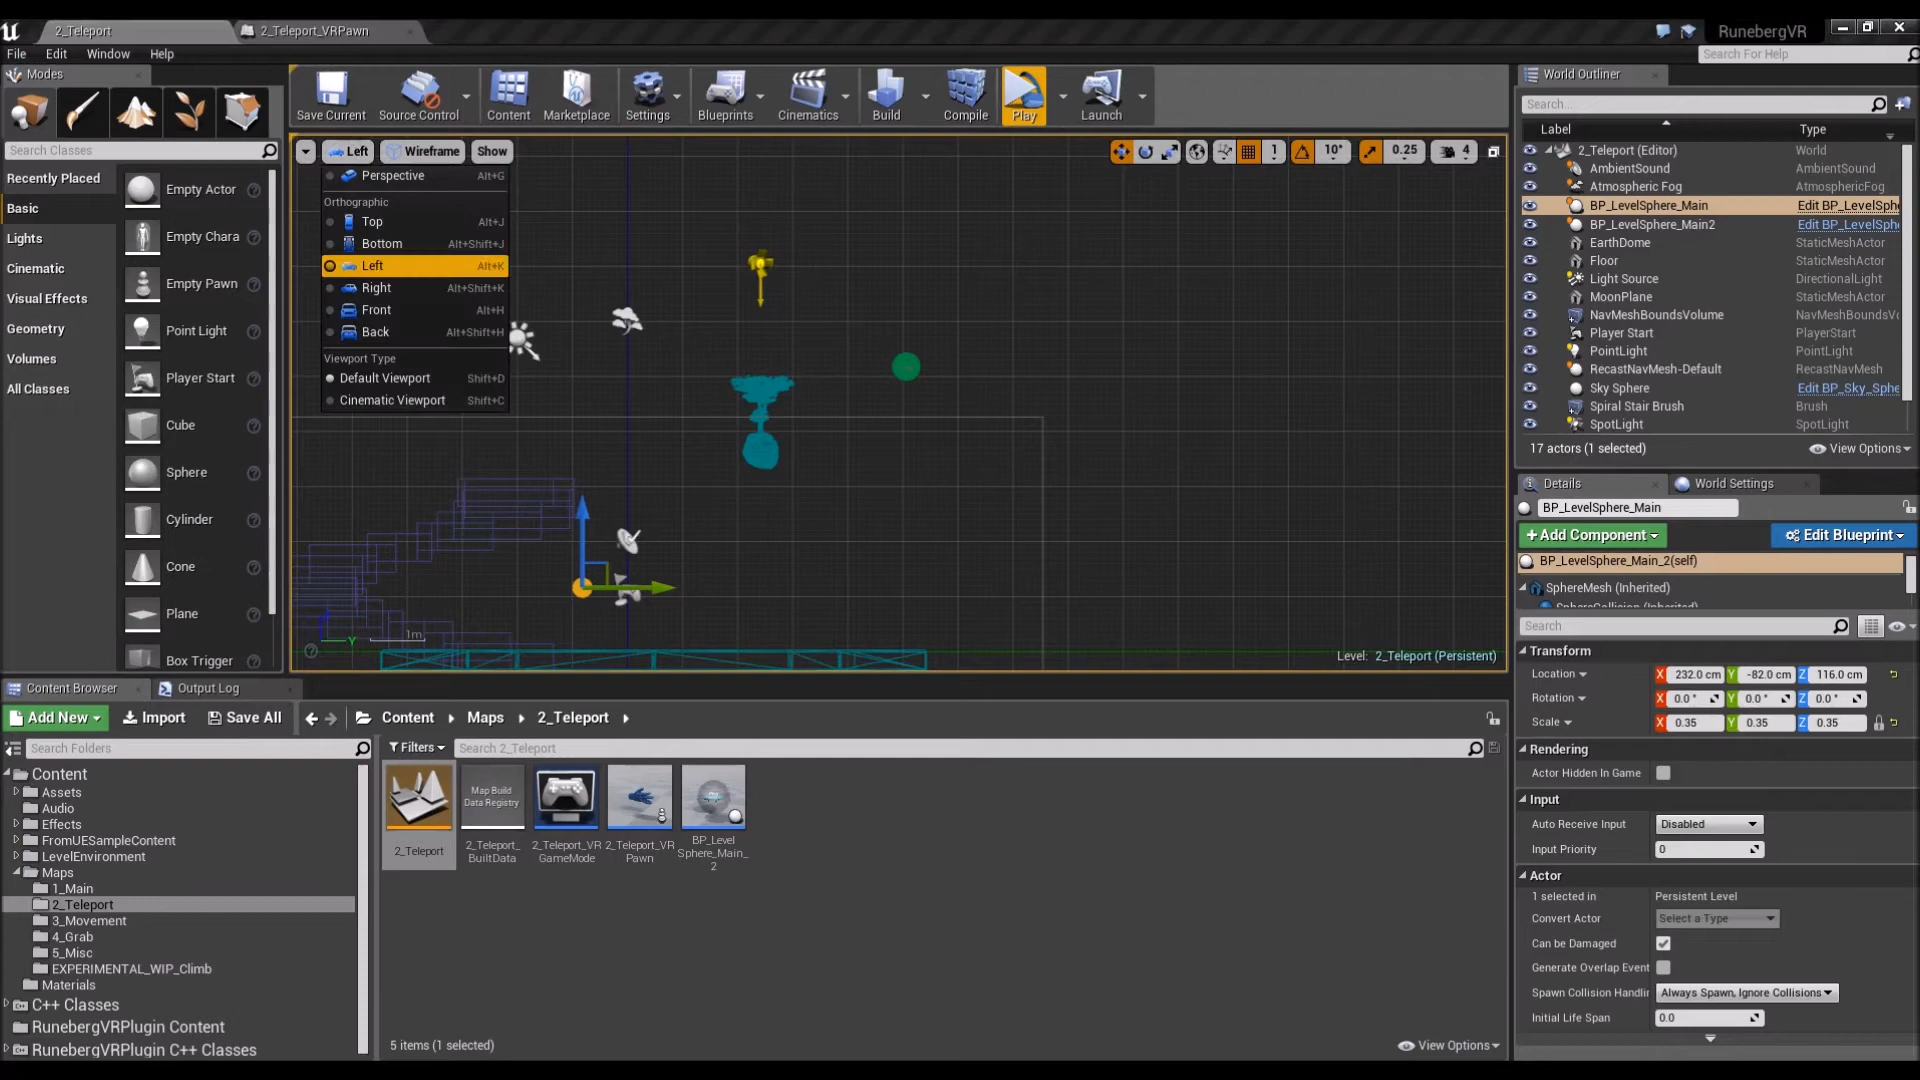 2_Teleport
2_Teleport_VRPawn
RunebergVR
File Edit Window Help
Search For Help
Modes
Save Current
Source Control
Content
Marketplace
Settings
Blueprints
Cinematics
Build
Compile
Play
Launch
Search Classes
Recently Placed
Basic
Lights
Cinematic
Visual Effects
Geometry
Volumes
All Classes
Empty Actor
Empty Chara
Empty Pawn
Point Light
Player Start
Cube
Sphere
Cylinder
Cone
Plane
Box Trigger
Left Wireframe Show
1 10° 0.25 4
Perspective Alt+G
Orthographic
Top Alt+J
Bottom Alt+Shift+J
Left Alt+K
Right Alt+Shift+K
Front Alt+H
Back Alt+Shift+H
Viewport Type
Default Viewport Shift+D
Cinematic Viewport Shift+C
Y
1m
Level: 2_Teleport (Persistent)
World Outliner
Search...
Label Type
2_Teleport (Editor) World
AmbientSound AmbientSound
Atmospheric Fog AtmosphericFog
BP_LevelSphere_Main Edit BP_LevelSphe
BP_LevelSphere_Main2 Edit BP_LevelSphe
EarthDome StaticMeshActor
Floor StaticMeshActor
Light Source DirectionalLight
MoonPlane StaticMeshActor
NavMeshBoundsVolume NavMeshBoundsVo
Player Start PlayerStart
PointLight PointLight
RecastNavMesh-Default RecastNavMesh
Sky Sphere Edit BP_Sky_Sphe
Spiral Stair Brush Brush
SpotLight SpotLight
17 actors (1 selected) View Options
Details
World Settings
BP_LevelSphere_Main
+ Add Component
Edit Blueprint
BP_LevelSphere_Main_2(self)
SphereMesh (Inherited)
SphereCollision (Inherited)
Search
Transform
Location X 232.0 cm Y -82.0 cm Z 116.0 cm
Rotation X 0.0 ° Y 0.0 ° Z 0.0 °
Scale X 0.35 Y 0.35 Z 0.35
Rendering
Actor Hidden In Game
Input
Auto Receive Input Disabled
Input Priority 0
Actor
1 selected in Persistent Level
Convert Actor Select a Type
Can be Damaged
Generate Overlap Event
Spawn Collision Handlin Always Spawn, Ignore Collisions
Initial Life Span 0.0
Content Browser
Output Log
Add New Import Save All Content Maps 2_Teleport
Search Folders
Filters
Search 2_Teleport
Content
Assets
Audio
Effects
FromUESampleContent
LevelEnvironment
Maps
1_Main
2_Teleport
3_Movement
4_Grab
5_Misc
EXPERIMENTAL_WIP_Climb
Materials
C++ Classes
RunebergVRPlugin Content
RunebergVRPlugin C++ Classes
Map Build
Data Registry
2_Teleport
2_Teleport_
BuiltData
2_Teleport_VR
GameMode
2_Teleport_VR
Pawn
BP_Level
Sphere_Main_
2
5 items (1 selected)
View Options